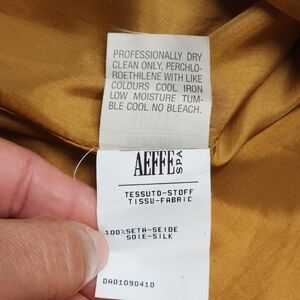 PROFESSIONALLY DRY
CLEAN ONLY, PERCHLO-
ROETHILENE WITH LIKE
COLOURS COOL IRON
LOW MOISTURE TUM-
BLE COOL NO BLEACH.
AEFFE SPA
TESSUTO-STOFF
TISSU-FABRIC
100%SETA-SEIDE
SOIE-SILK
DA01090410